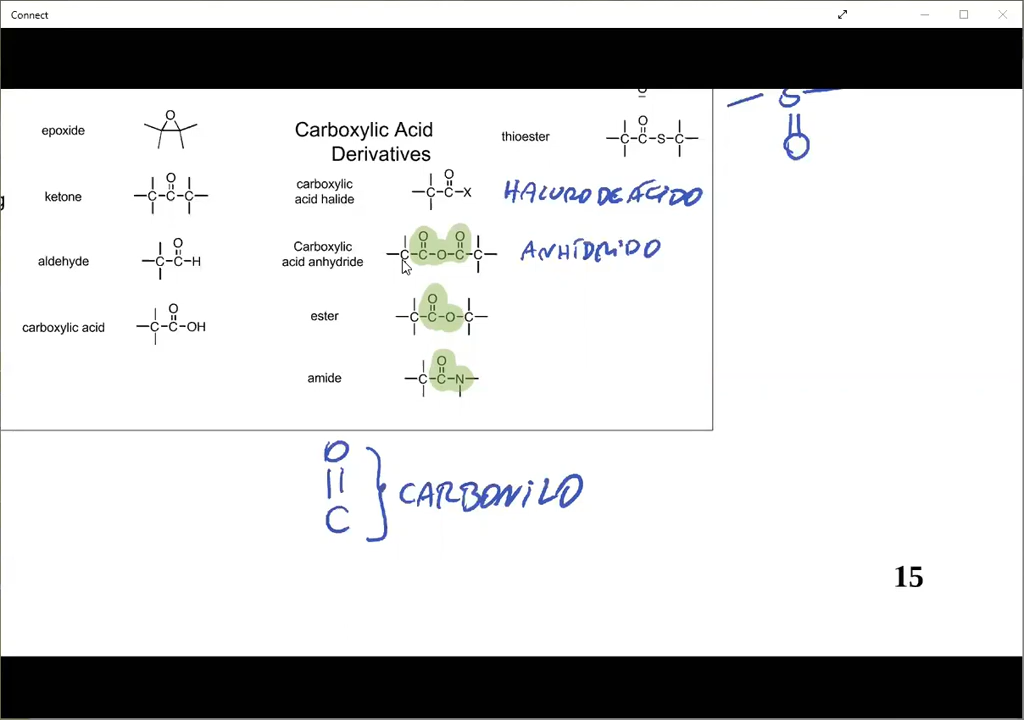 Connect
epoxide
O
Carboxylic Acid
Derivatives
thioester
O
C-C-S-C
S
O
ketone
O
C-C-C
carboxylic
acid halide
O
C-C-X
HALURO DE ÁCIDO
aldehyde
O
C-C-H
Carboxylic
acid anhydride
O O
C-C-O-C-C
ANHÍDRIDO
carboxylic acid
O
C-C-OH
ester
O
C-C-O-C
amide
O
C-C-N
O
C
CARBONILO
15